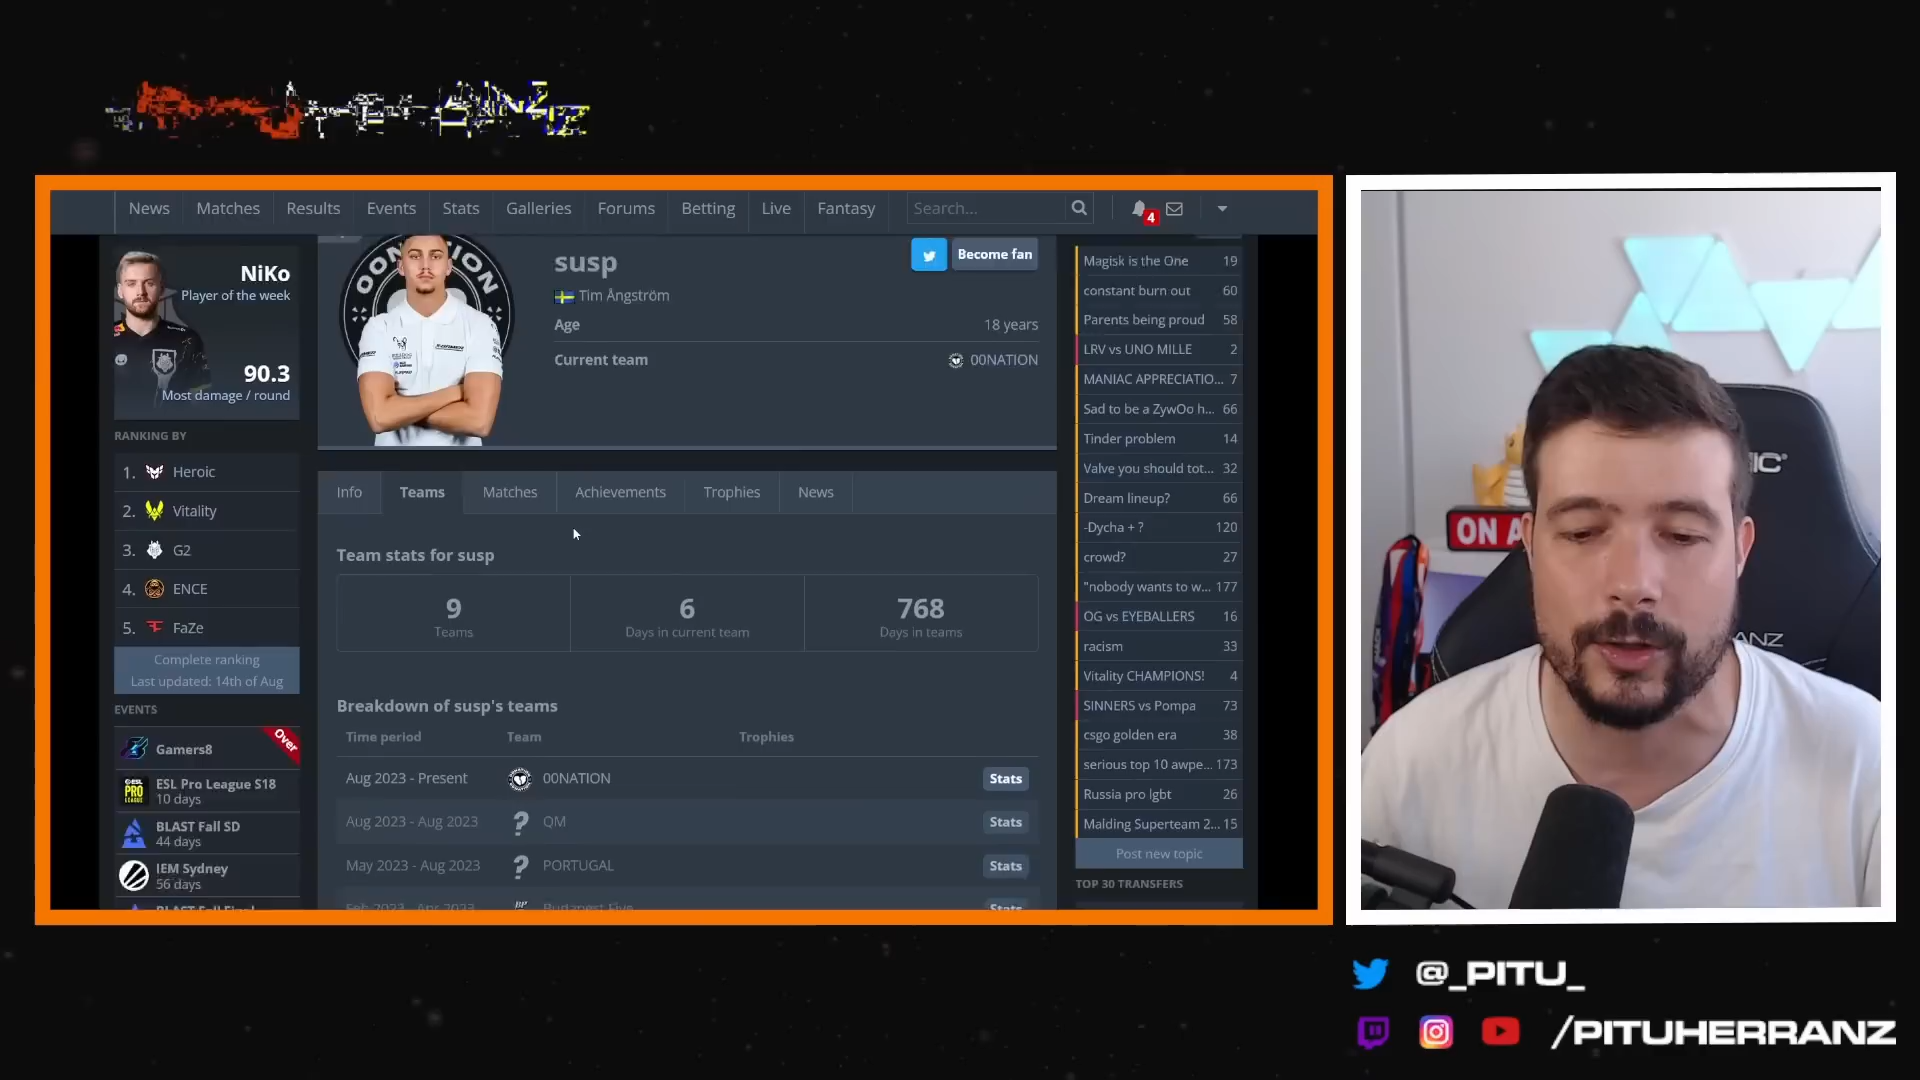 News Matches Results Events Stats Galleries Forums Betting Live Fantasy Search... 4
NiKo
Player of the week
90.3
Most damage / round
RANKING BY
1. Heroic
2. Vitality
3. G2
4. ENCE
5. FaZe
Complete ranking
Last updated: 14th of Aug
EVENTS
Gamers8
Over
ESL Pro League S18
10 days
BLAST Fall SD
44 days
IEM Sydney
56 days
susp
Tim Ångström
Become fan
Age 18 years
Current team 00NATION
Info Teams Matches Achievements Trophies News
Team stats for susp
9 6 768
Teams Days in current team Days in teams
Breakdown of susp's teams
Time period Team Trophies
Aug 2023 - Present 00NATION Stats
Aug 2023 - Aug 2023 QM Stats
May 2023 - Aug 2023 PORTUGAL Stats
Feb 2023 - Apr 2023 Budapest Five Stats
Magisk is the One 19
constant burn out 60
Parents being proud 58
LRV vs UNO MILLE 2
MANIAC APPRECIATIO... 7
Sad to be a ZywOo h... 66
Tinder problem 14
Valve you should tot... 32
Dream lineup? 66
-Dycha + ? 120
crowd? 27
"nobody wants to w... 177
OG vs EYEBALLERS 16
racism 33
Vitality CHAMPIONS! 4
SINNERS vs Pompa 73
csgo golden era 38
serious top 10 awpe... 173
Russia pro lgbt 26
Malding Superteam 2... 15
Post new topic
TOP 30 TRANSFERS
ON A
@_PITU_
/PITUHERRANZ